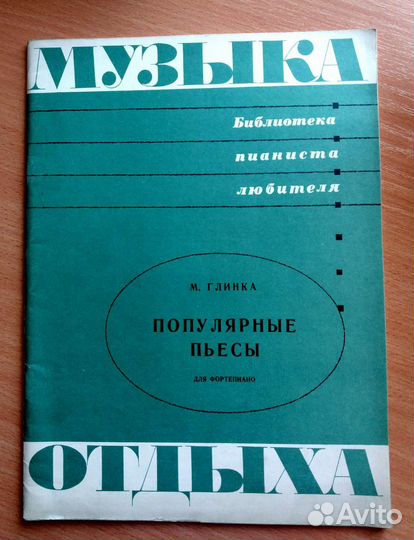 МУЗЫКА
Библиотека
пианиста
любителя
М. ГЛИНКА
ПОПУЛЯРНЫЕ
ПЬЕСЫ
ДЛЯ ФОРТЕПИАНО
ОТДЫХА
Avito